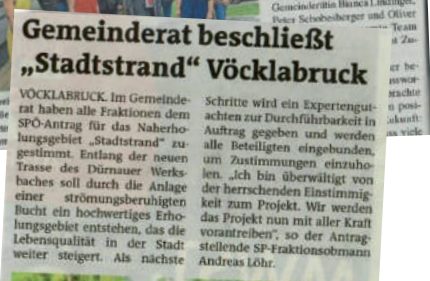 Gemeinderätin Bianca
Peter Schobesberger und Oliver
Team
Gemeinderat beschließt
„Stadtstrand“ Vöcklabruck
VÖCKLABRUCK. Im Gemeinde-
rat haben alle Fraktionen dem
SPÖ-Antrag für das Naherho-
lungsgebiet „Stadtstrand“ zu-
gestimmt. Entlang der neuen
Trasse des Dürnauer Werks-
baches soll durch die Anlage
einer strömungsberuhigten
Bucht ein hochwertiges Erho-
lungsgebiet entstehen, das die
Lebensqualität in der Stadt
weiter steigert. Als nächste
Schritte wird ein Expertengut-
achten zur Durchführbarkeit in
Auftrag gegeben und werden
alle Beteiligten eingebunden,
um Zustimmungen einzuho-
len. „Ich bin überwältigt von
der herrschenden Einstimmig-
keit zum Projekt. Wir werden
das Projekt nun mit aller Kraft
vorantreiben“, so der Antrag-
stellende SP-Fraktionsobmann
Andreas Löhr.